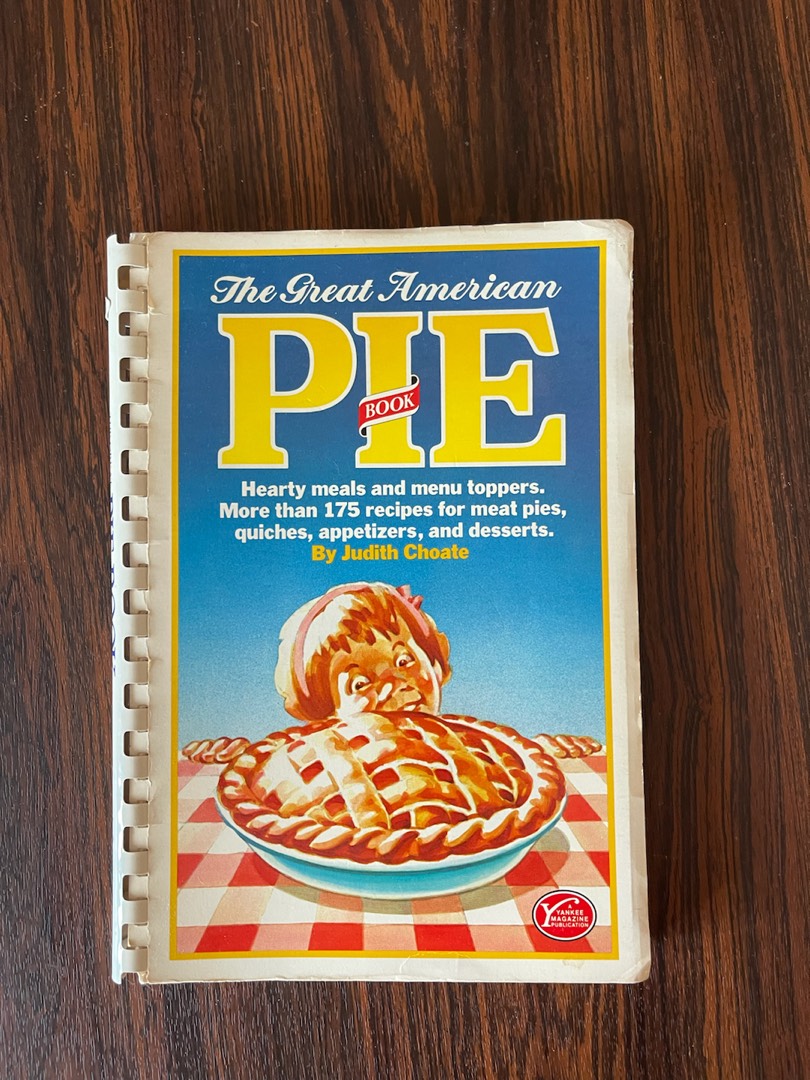 The Great American
PIE
BOOK
Hearty meals and menu toppers.
More than 175 recipes for meat pies,
quiches, appetizers, and desserts.
By Judith Choate
A
YANKEE
MAGAZINE
PUBLICATION